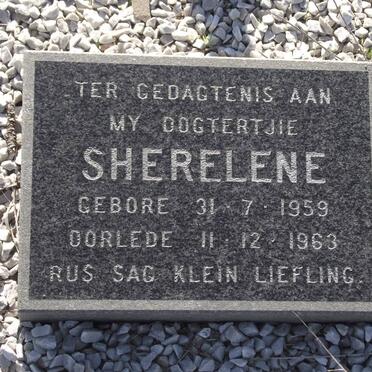 TER GEDAGTENIS AAN
MY DOGTERTJIE
SHERELENE
GEBORE 31·7·1959
OORLEDE 11·12·1963
RUS SAG KLEIN LIEFLING.